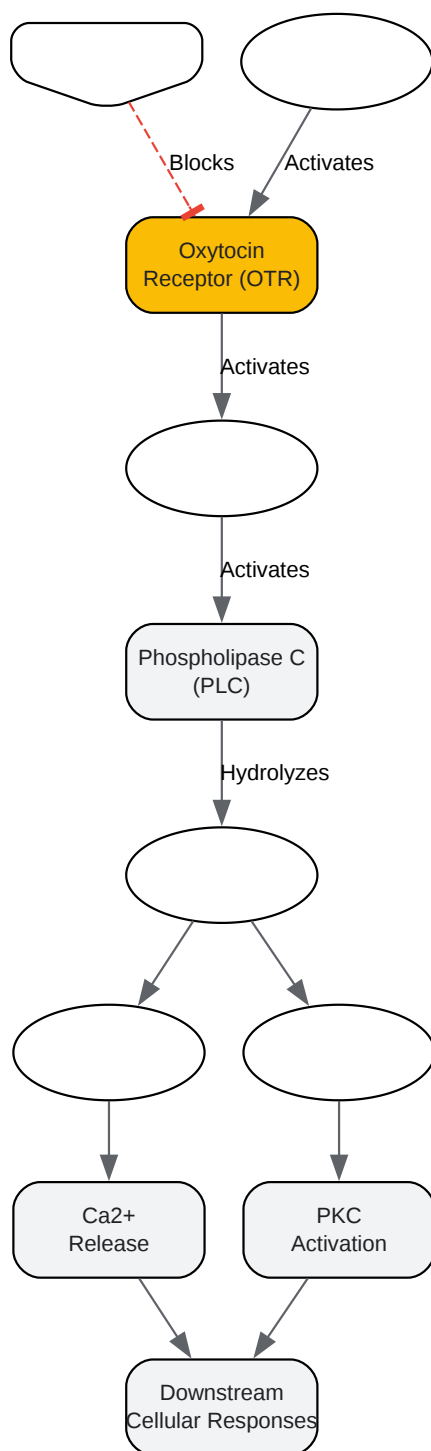 Blocks
Activates
Oxytocin
Receptor (OTR)
Activates
Activates
Phospholipase C
(PLC)
Hydrolyzes
Ca2+
Release
PKC
Activation
Downstream
Cellular Responses